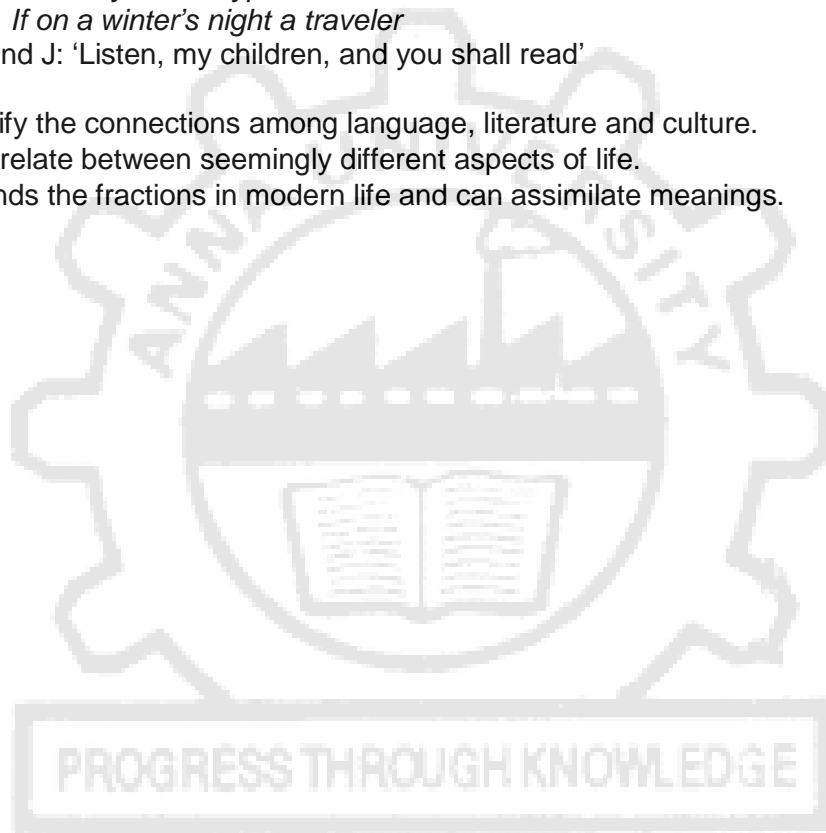 If on a winter's night a traveler
nd J: ‘Listen, my children, and you shall read’
ify the connections among language, literature and culture.
relate between seemingly different aspects of life.
nds the fractions in modern life and can assimilate meanings.
ANNA UNIVERSITY
PROGRESS THROUGH KNOWLEDGE